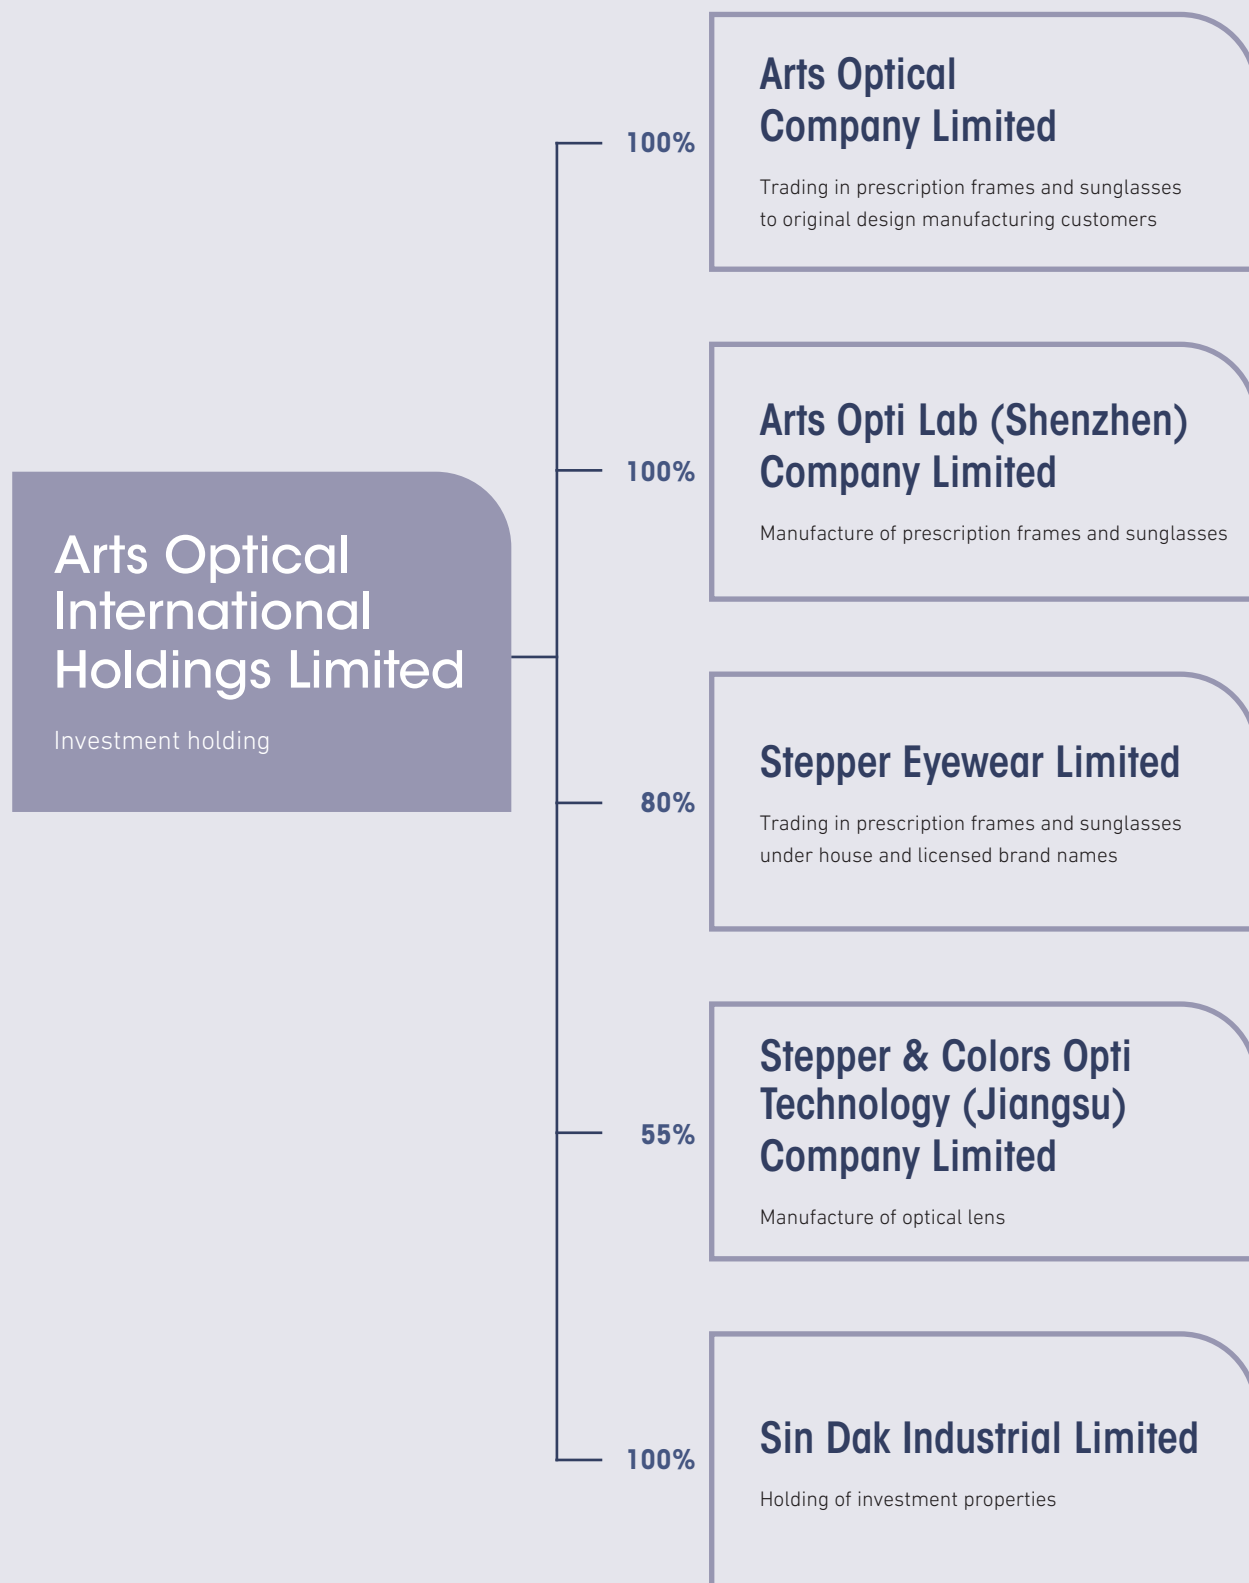 Arts Optical
International
Holdings Limited
Investment holding
100%
Arts Optical
Company Limited
Trading in prescription frames and sunglasses
to original design manufacturing customers
100%
Arts Opti Lab (Shenzhen)
Company Limited
Manufacture of prescription frames and sunglasses
80%
Stepper Eyewear Limited
Trading in prescription frames and sunglasses
under house and licensed brand names
55%
Stepper & Colors Opti
Technology (Jiangsu)
Company Limited
Manufacture of optical lens
100%
Sin Dak Industrial Limited
Holding of investment properties